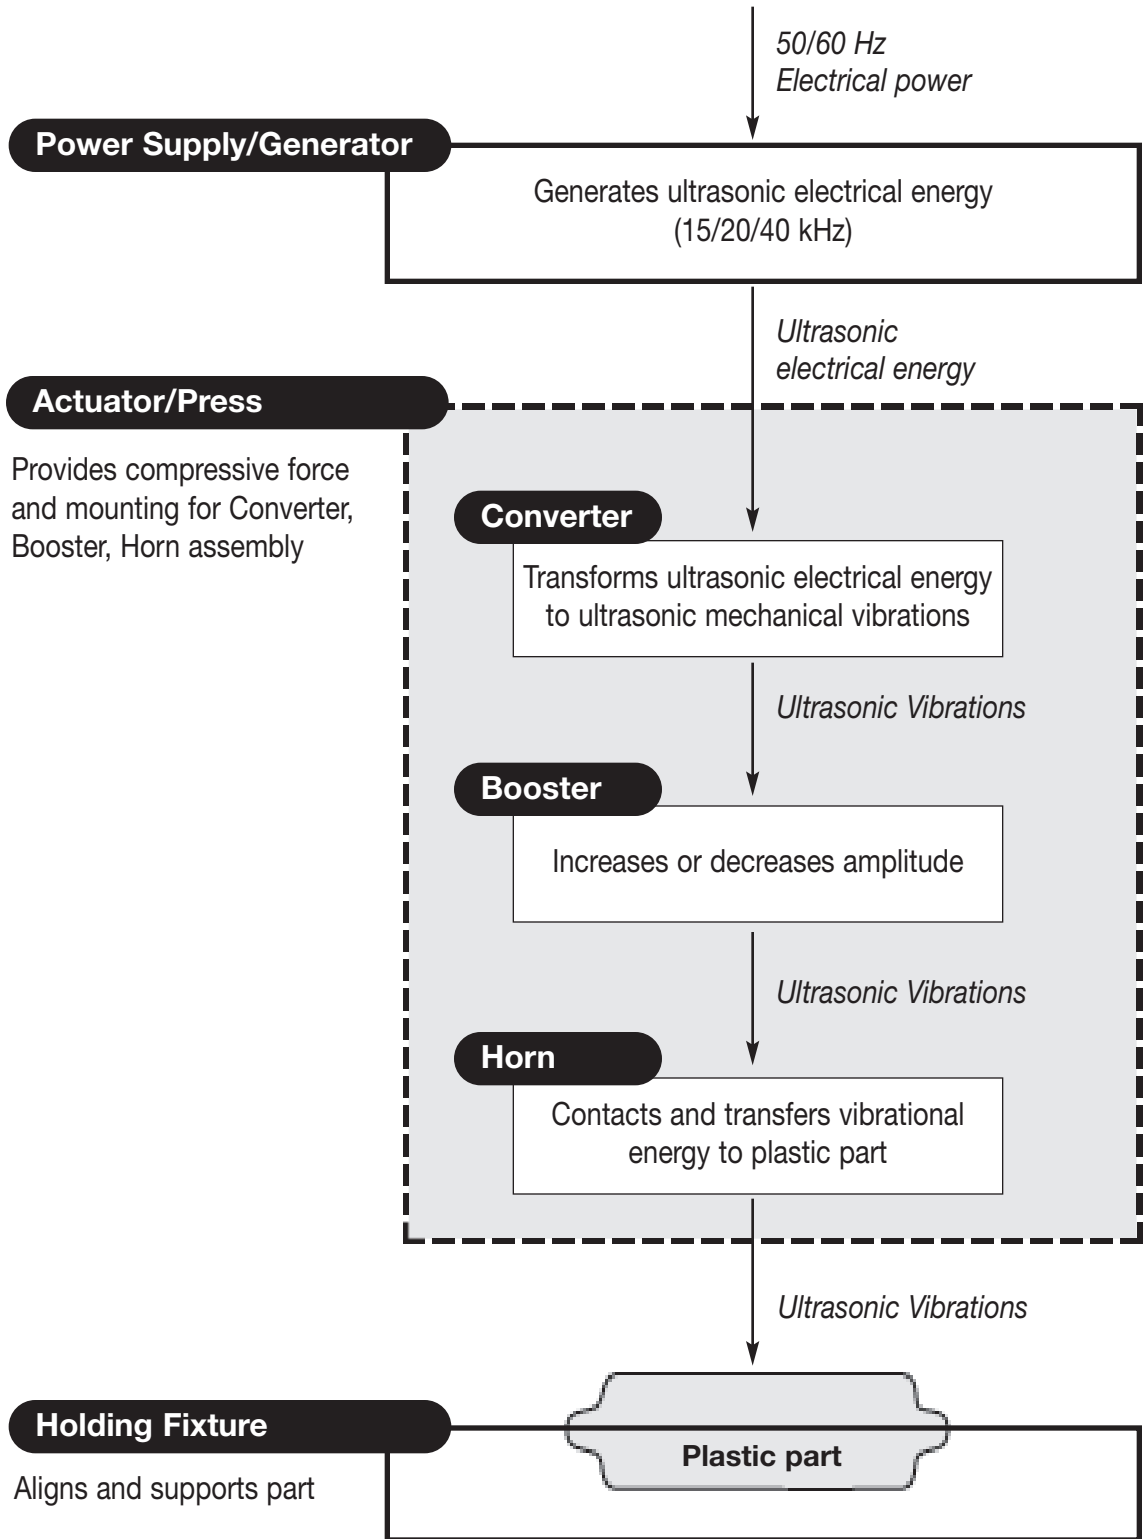 50/60 Hz
Electrical power
Power Supply/Generator
Generates ultrasonic electrical energy
(15/20/40 kHz)
Ultrasonic
electrical energy
Actuator/Press
Provides compressive force
and mounting for Converter,
Booster, Horn assembly
Converter
Transforms ultrasonic electrical energy
to ultrasonic mechanical vibrations
Ultrasonic Vibrations
Booster
Increases or decreases amplitude
Ultrasonic Vibrations
Horn
Contacts and transfers vibrational
energy to plastic part
Ultrasonic Vibrations
Holding Fixture
Aligns and supports part
Plastic part